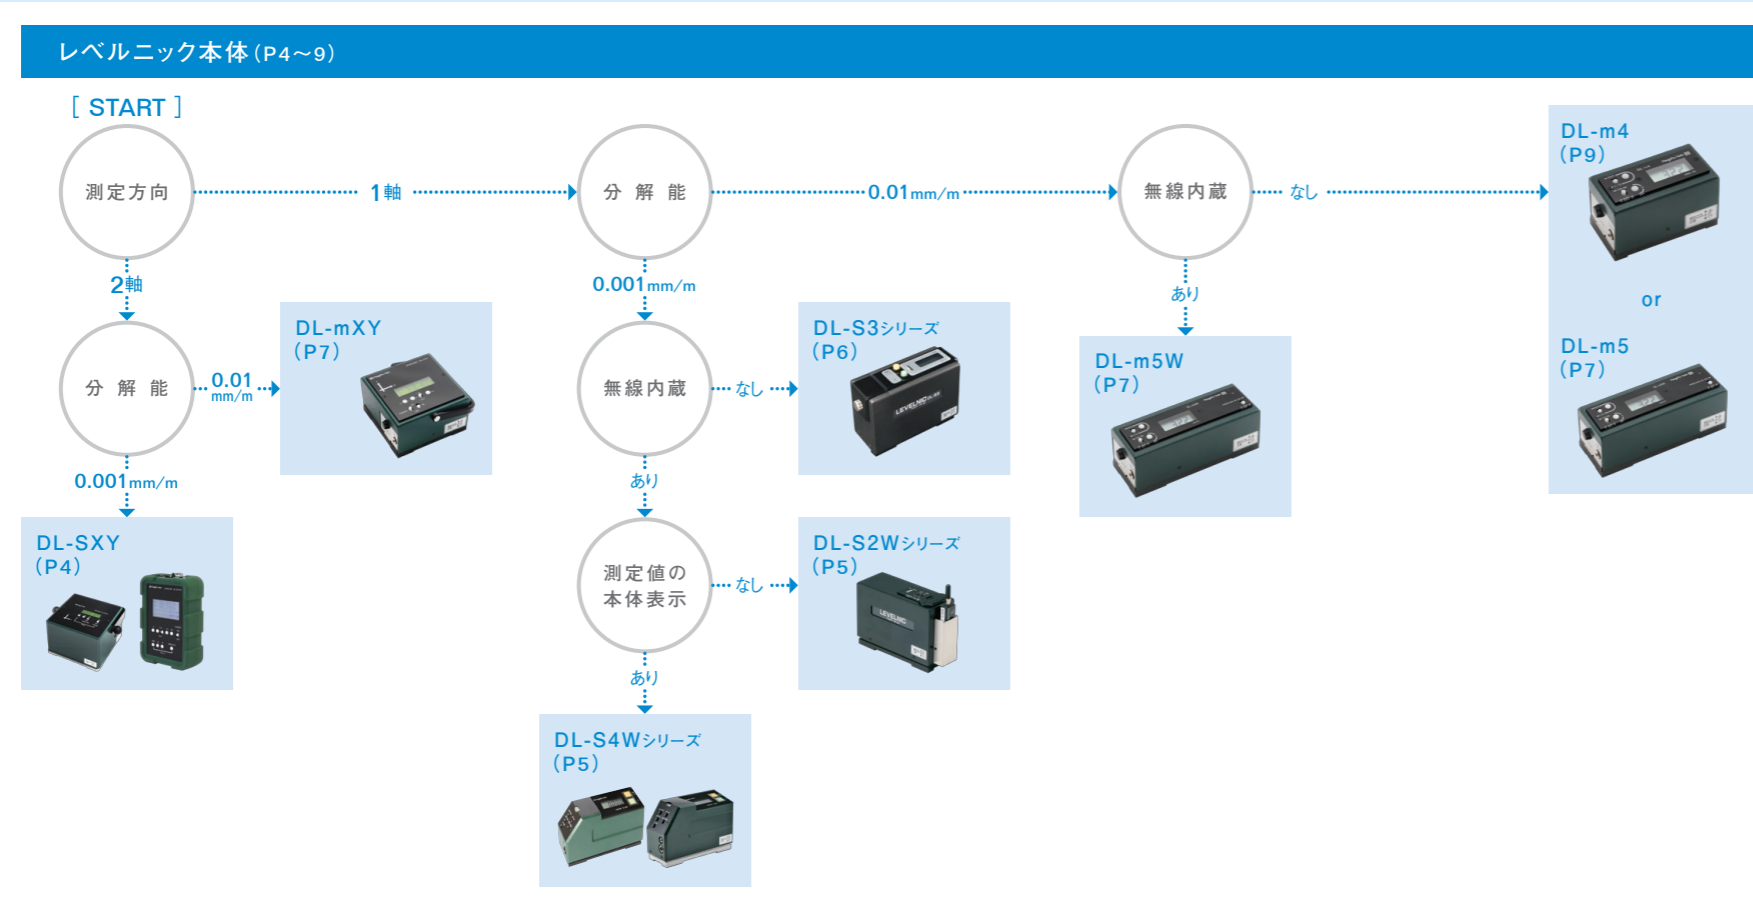 レベルニック本体(P4〜9)
[ START ]
測定方向
1軸
分解能
0.01mm/m
無線内蔵
なし
DL-m4
(P9)
or
DL-m5
(P7)
2軸
0.001mm/m
あり
分解能
0.01
mm/m
DL-mXY
(P7)
無線内蔵
なし
DL-S3シリーズ
(P6)
LEVELNIC
DL-m5W
(P7)
0.001mm/m
あり
DL-SXY
(P4)
測定値の
本体表示
なし
DL-S2Wシリーズ
(P5)
LEVELNIC
あり
DL-S4Wシリーズ
(P5)